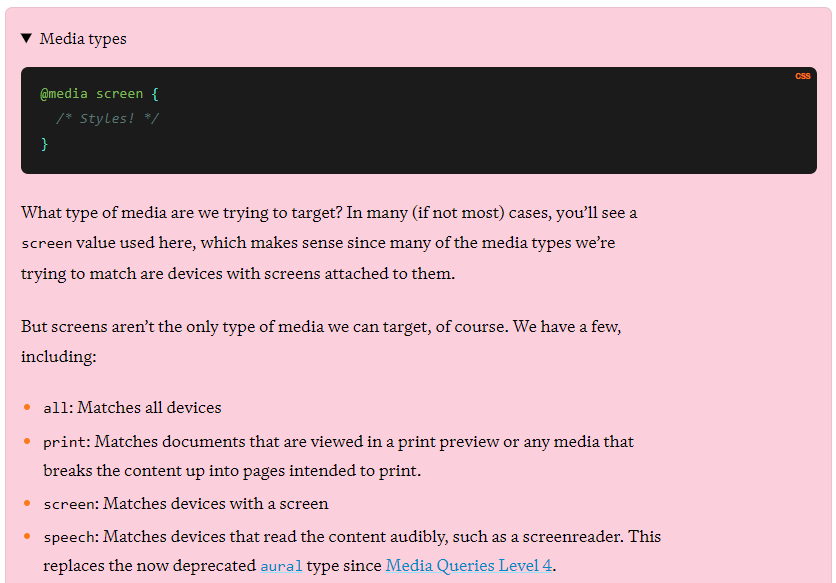 ▼ Media types
CSS
@media screen {
/* Styles! */
}
What type of media are we trying to target? In many (if not most) cases, you’ll see a
screen value used here, which makes sense since many of the media types we’re
trying to match are devices with screens attached to them.
But screens aren’t the only type of media we can target, of course. We have a few,
including:
• all: Matches all devices
• print: Matches documents that are viewed in a print preview or any media that
breaks the content up into pages intended to print.
• screen: Matches devices with a screen
• speech: Matches devices that read the content audibly, such as a screenreader. This
replaces the now deprecated aural type since Media Queries Level 4.